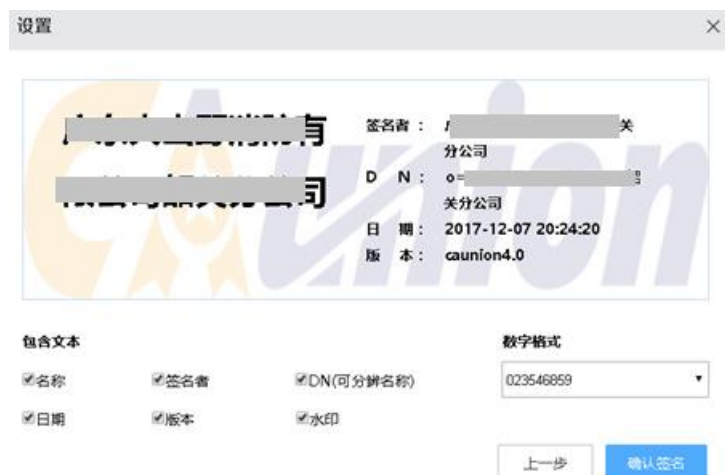 设置
×
有
签名者： 关
分公司
DN： o=
关分公司
日期： 2017-12-07 20:24:20
版本： caunion4.0
CAunion
包含文本
数字格式
名称 签名者 DN(可分辨名称)
023546859
日期 版本 水印
上一步 确认签名